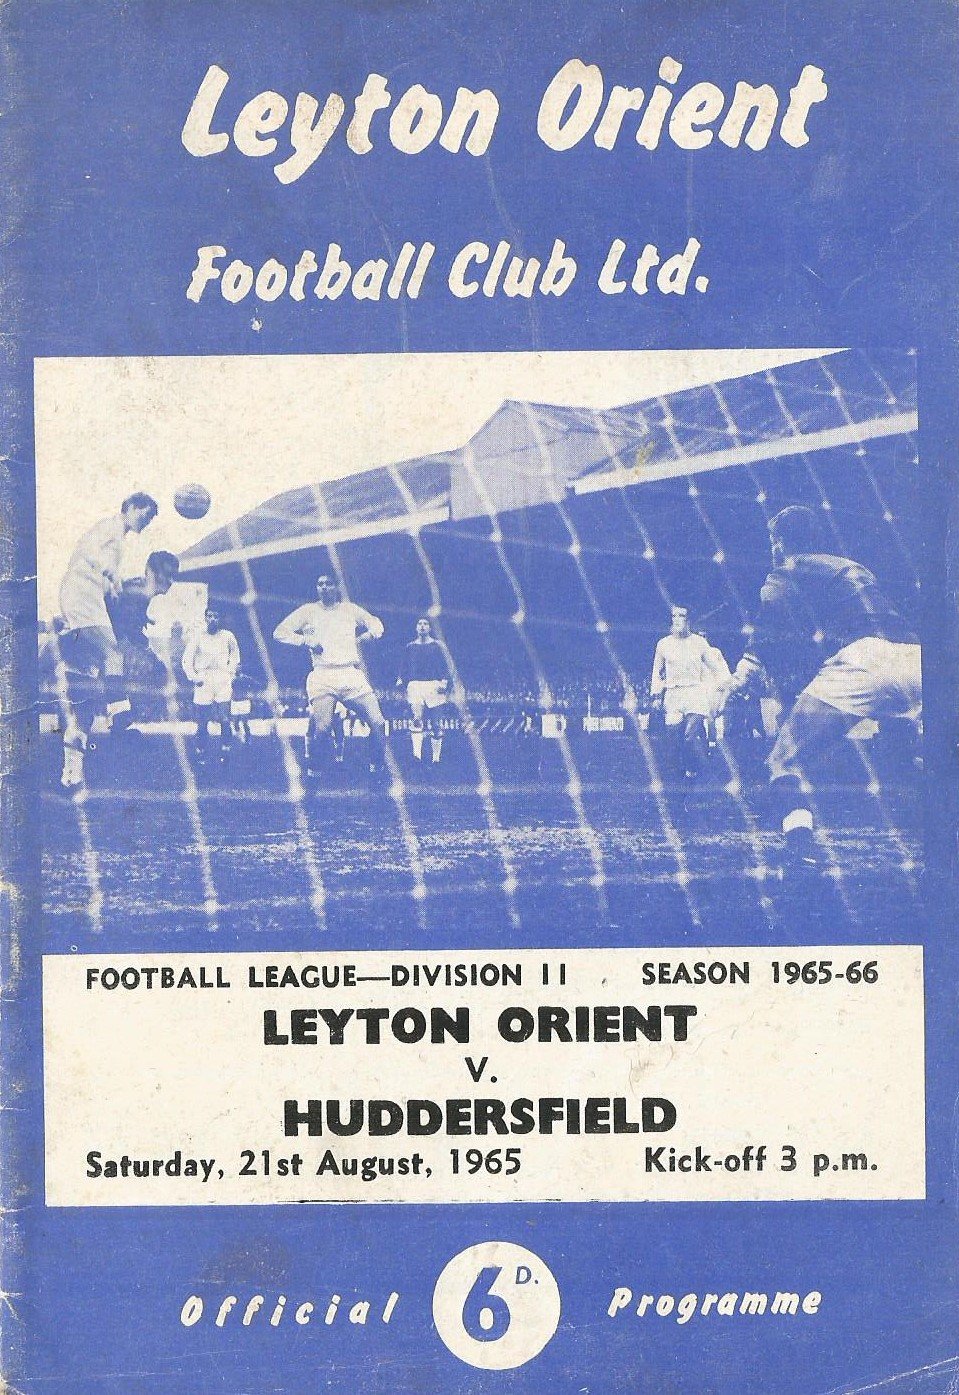 Leyton Orient
Football Club Ltd.
FOOTBALL LEAGUE—DIVISION II SEASON 1965-66
LEYTON ORIENT
V.
HUDDERSFIELD
Saturday, 21st August, 1965 Kick-off 3 p.m.
Official 6D. Programme